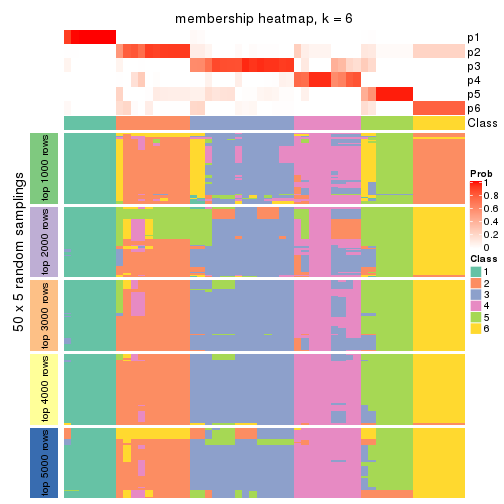 membership heatmap, k = 6
p1
p2
p3
p4
p5
p6
Class
50 x 5 random samplings
top 1000 rows
top 2000 rows
top 3000 rows
top 4000 rows
top 5000 rows
Prob
1
0.8
0.6
0.4
0.2
0
Class
1
2
3
4
5
6